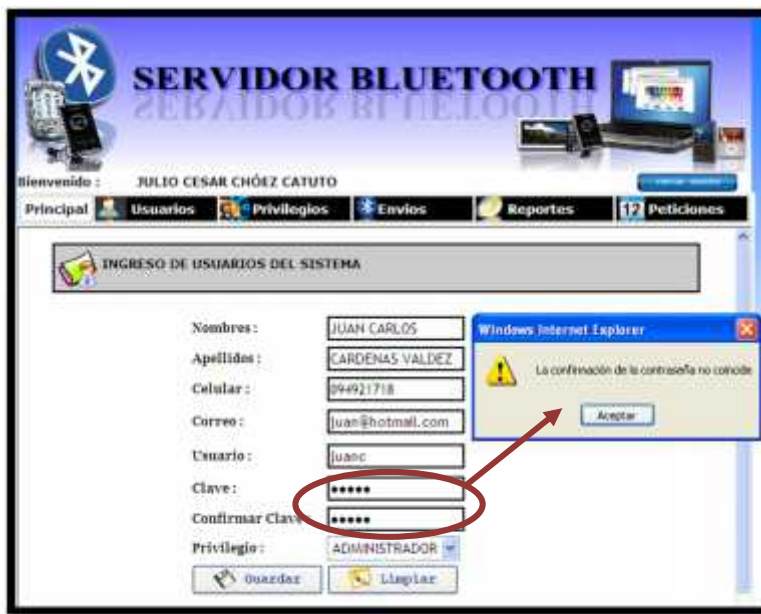 SERVIDOR BLUETOOTH
Bienvenido : JULIO CESAR CHÓEZ CATUTO
Principal Usuarios Privilegios Envios Reportes 12 Peticiones
INGRESO DE USUARIOS DEL SISTEMA
Nombres : JUAN CARLOS
Apellidos : CARDENAS VALDEZ
Celular : 094921718
Correo : juan@hotmail.com
Usuario : juanc
Clave : •••••
Confirmar Clave •••••
Privilegio : ADMINISTRADOR
Guardar Limpiar
Windows Internet Explorer
La confirmación de la contraseña no coincide
Aceptar